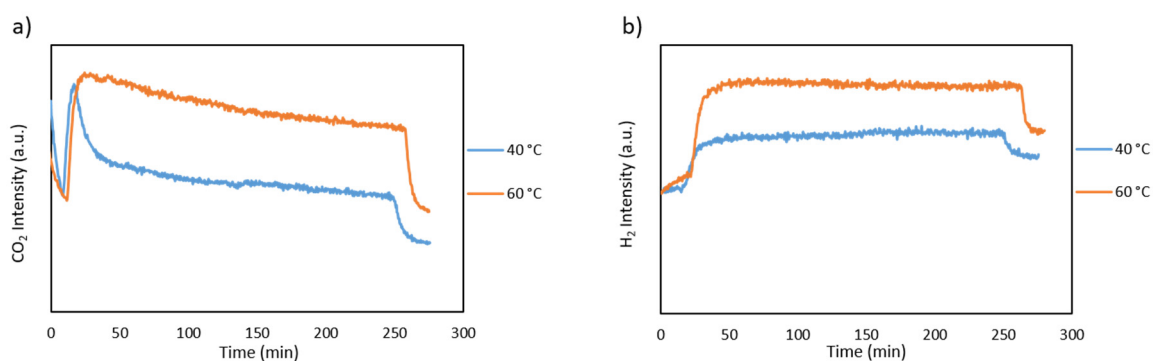 a)
CO₂ Intensity (a.u.)
0 50 100 150 200 250 300
Time (min)
40 °C
60 °C
b)
H₂ Intensity (a.u.)
0 50 100 150 200 250 300
Time (min)
40 °C
60 °C